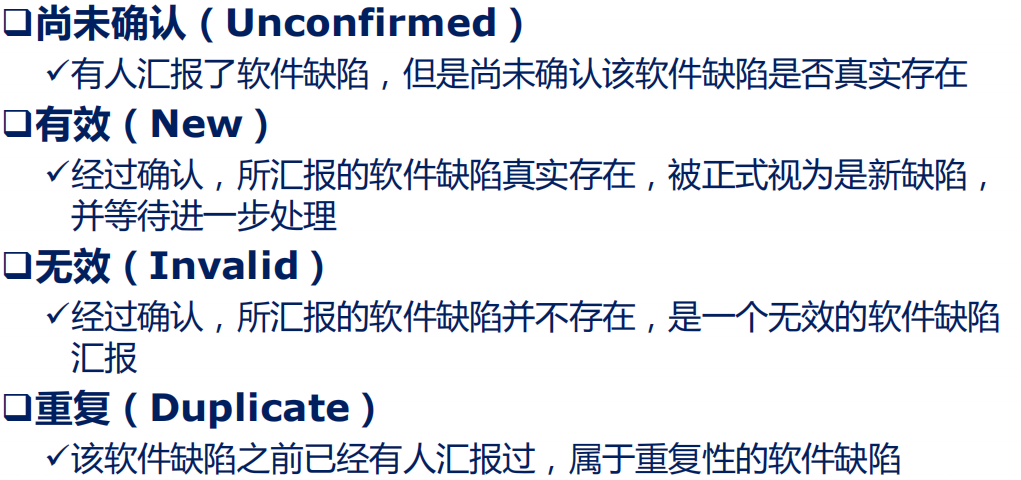 ❑尚未确认（Unconfirmed）
✓有人汇报了软件缺陷，但是尚未确认该软件缺陷是否真实存在
❑有效（New）
✓经过确认，所汇报的软件缺陷真实存在，被正式视为是新缺陷，
并等待进一步处理
❑无效（Invalid）
✓经过确认，所汇报的软件缺陷并不存在，是一个无效的软件缺陷
汇报
❑重复（Duplicate）
✓该软件缺陷之前已经有人汇报过，属于重复性的软件缺陷